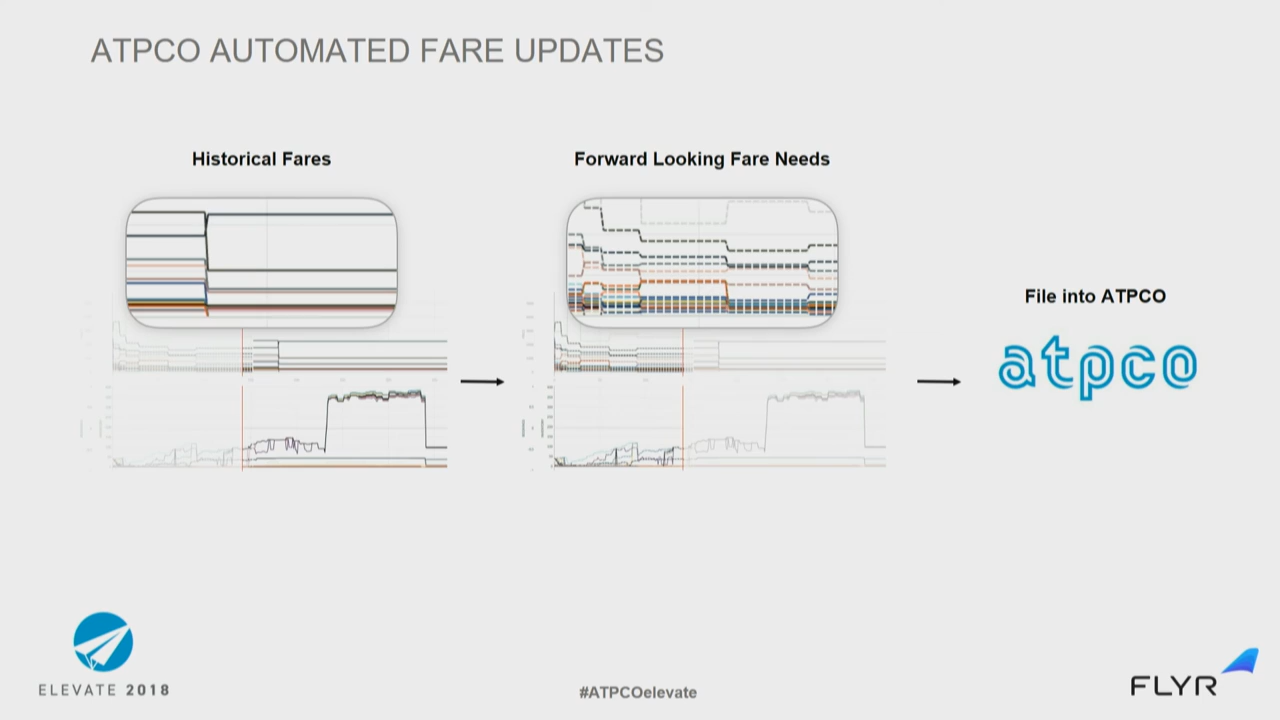 ATPCO AUTOMATED FARE UPDATES
Historical Fares
Forward Looking Fare Needs
File into ATPCO
atpco
ELEVATE 2018
#ATPCOelevate
FLYR